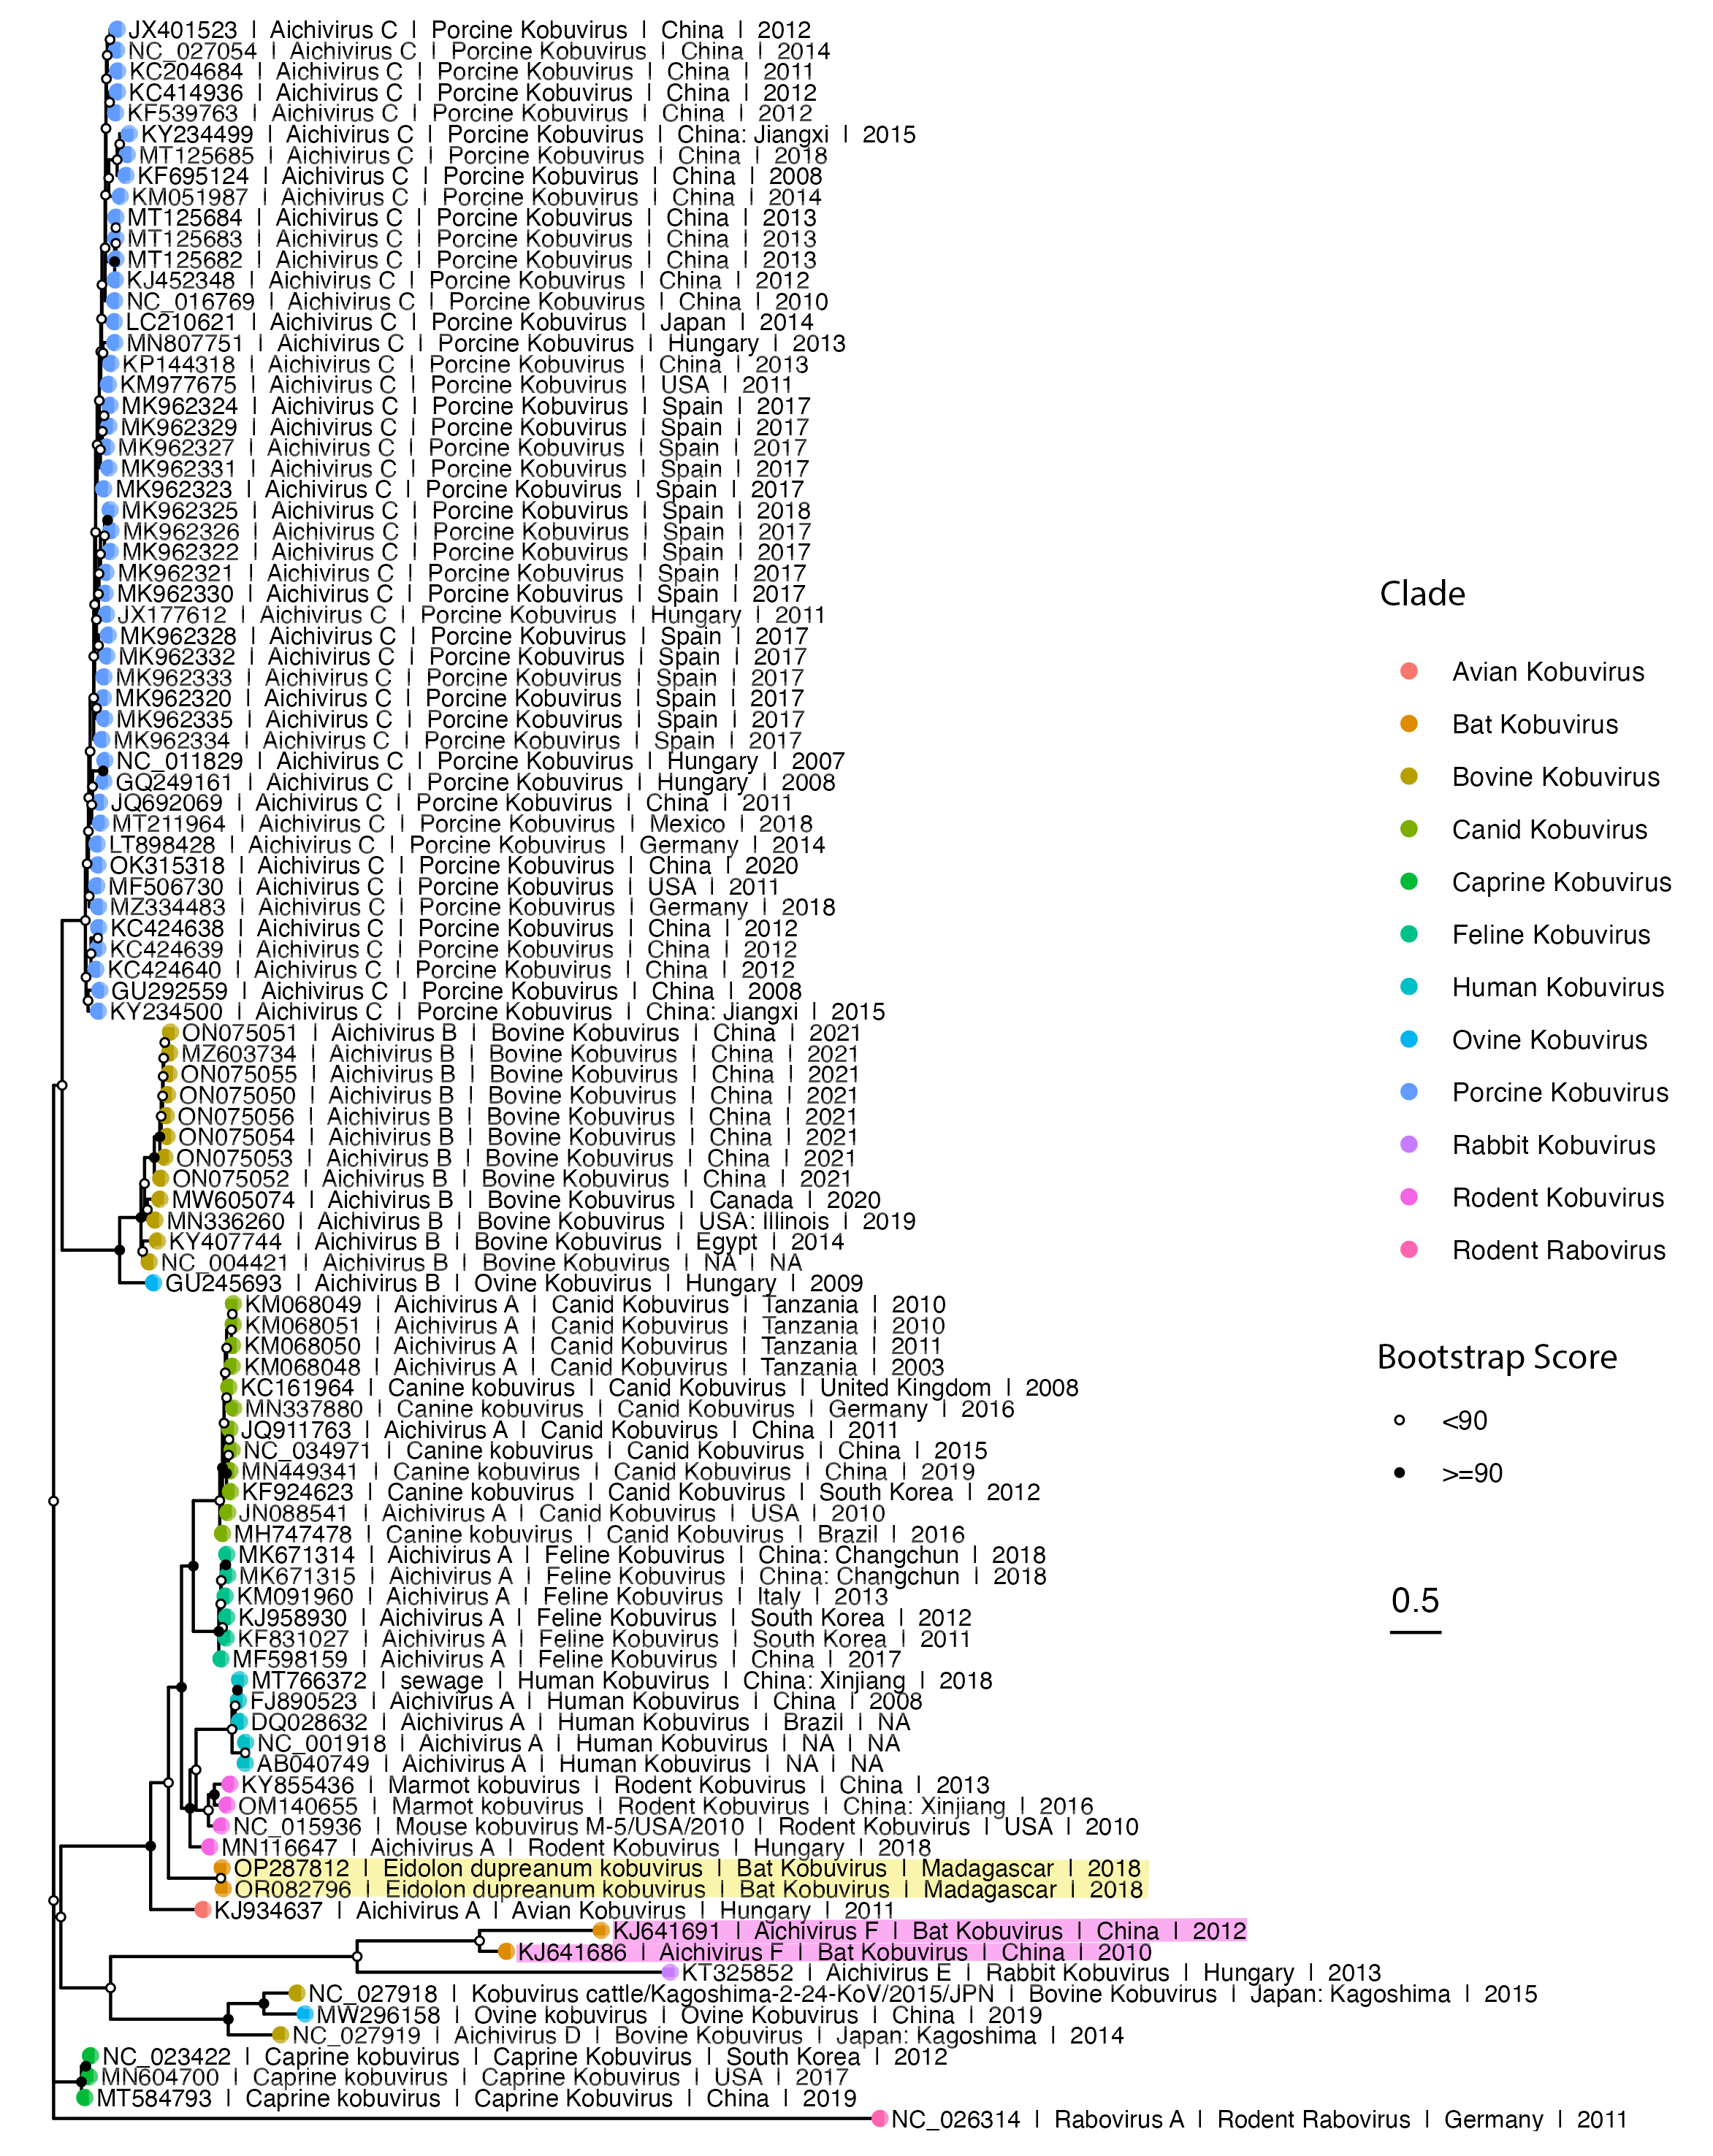 JX401523 | Aichivirus C | Porcine Kobuvirus | China | 2012
NC_027054 | Aichivirus C | Porcine Kobuvirus | China | 2014
KC204684 | Aichivirus C | Porcine Kobuvirus | China | 2011
KC414936 | Aichivirus C | Porcine Kobuvirus | China | 2012
KF539763 | Aichivirus C | Porcine Kobuvirus | China | 2012
KY234499 | Aichivirus C | Porcine Kobuvirus | China: Jiangxi | 2015
MT125685 | Aichivirus C | Porcine Kobuvirus | China | 2018
KF695124 | Aichivirus C | Porcine Kobuvirus | China | 2008
KM051987 | Aichivirus C | Porcine Kobuvirus | China | 2014
MT125684 | Aichivirus C | Porcine Kobuvirus | China | 2013
MT125683 | Aichivirus C | Porcine Kobuvirus | China | 2013
MT125682 | Aichivirus C | Porcine Kobuvirus | China | 2013
KJ452348 | Aichivirus C | Porcine Kobuvirus | China | 2012
NC_016769 | Aichivirus C | Porcine Kobuvirus | China | 2010
LC210621 | Aichivirus C | Porcine Kobuvirus | Japan | 2014
MN807751 | Aichivirus C | Porcine Kobuvirus | Hungary | 2013
KP144318 | Aichivirus C | Porcine Kobuvirus | China | 2013
KM977675 | Aichivirus C | Porcine Kobuvirus | USA | 2011
MK962324 | Aichivirus C | Porcine Kobuvirus | Spain | 2017
MK962329 | Aichivirus C | Porcine Kobuvirus | Spain | 2017
MK962327 | Aichivirus C | Porcine Kobuvirus | Spain | 2017
MK962331 | Aichivirus C | Porcine Kobuvirus | Spain | 2017
MK962323 | Aichivirus C | Porcine Kobuvirus | Spain | 2017
MK962325 | Aichivirus C | Porcine Kobuvirus | Spain | 2018
MK962326 | Aichivirus C | Porcine Kobuvirus | Spain | 2017
MK962322 | Aichivirus C | Porcine Kobuvirus | Spain | 2017
MK962321 | Aichivirus C | Porcine Kobuvirus | Spain | 2017
MK962330 | Aichivirus C | Porcine Kobuvirus | Spain | 2017
JX177612 | Aichivirus C | Porcine Kobuvirus | Hungary | 2011
MK962328 | Aichivirus C | Porcine Kobuvirus | Spain | 2017
MK962332 | Aichivirus C | Porcine Kobuvirus | Spain | 2017
MK962333 | Aichivirus C | Porcine Kobuvirus | Spain | 2017
MK962320 | Aichivirus C | Porcine Kobuvirus | Spain | 2017
MK962335 | Aichivirus C | Porcine Kobuvirus | Spain | 2017
MK962334 | Aichivirus C | Porcine Kobuvirus | Spain | 2017
NC_011829 | Aichivirus C | Porcine Kobuvirus | Hungary | 2007
GQ249161 | Aichivirus C | Porcine Kobuvirus | Hungary | 2008
JQ692069 | Aichivirus C | Porcine Kobuvirus | China | 2011
MT211964 | Aichivirus C | Porcine Kobuvirus | Mexico | 2018
LT898428 | Aichivirus C | Porcine Kobuvirus | Germany | 2014
OK315318 | Aichivirus C | Porcine Kobuvirus | China | 2020
MF506730 | Aichivirus C | Porcine Kobuvirus | USA | 2011
MZ334483 | Aichivirus C | Porcine Kobuvirus | Germany | 2018
KC424638 | Aichivirus C | Porcine Kobuvirus | China | 2012
KC424639 | Aichivirus C | Porcine Kobuvirus | China | 2012
KC424640 | Aichivirus C | Porcine Kobuvirus | China | 2012
GU292559 | Aichivirus C | Porcine Kobuvirus | China | 2008
KY234500 | Aichivirus C | Porcine Kobuvirus | China: Jiangxi | 2015
ON075051 | Aichivirus B | Bovine Kobuvirus | China | 2021
MZ603734 | Aichivirus B | Bovine Kobuvirus | China | 2021
ON075055 | Aichivirus B | Bovine Kobuvirus | China | 2021
ON075050 | Aichivirus B | Bovine Kobuvirus | China | 2021
ON075056 | Aichivirus B | Bovine Kobuvirus | China | 2021
ON075054 | Aichivirus B | Bovine Kobuvirus | China | 2021
ON075053 | Aichivirus B | Bovine Kobuvirus | China | 2021
ON075052 | Aichivirus B | Bovine Kobuvirus | China | 2021
MW605074 | Aichivirus B | Bovine Kobuvirus | Canada | 2020
MN336260 | Aichivirus B | Bovine Kobuvirus | USA: Illinois | 2019
KY407744 | Aichivirus B | Bovine Kobuvirus | Egypt | 2014
NC_004421 | Aichivirus B | Bovine Kobuvirus | NA | NA
GU245693 | Aichivirus B | Ovine Kobuvirus | Hungary | 2009
KM068049 | Aichivirus A | Canid Kobuvirus | Tanzania | 2010
KM068051 | Aichivirus A | Canid Kobuvirus | Tanzania | 2010
KM068050 | Aichivirus A | Canid Kobuvirus | Tanzania | 2011
KM068048 | Aichivirus A | Canid Kobuvirus | Tanzania | 2003
KC161964 | Canine kobuvirus | Canid Kobuvirus | United Kingdom | 2008
MN337880 | Canine kobuvirus | Canid Kobuvirus | Germany | 2016
JQ911763 | Aichivirus A | Canid Kobuvirus | China | 2011
NC_034971 | Canine kobuvirus | Canid Kobuvirus | China | 2015
MN449341 | Canine kobuvirus | Canid Kobuvirus | China | 2019
KF924623 | Canine kobuvirus | Canid Kobuvirus | South Korea | 2012
JN088541 | Aichivirus A | Canid Kobuvirus | USA | 2010
MH747478 | Canine kobuvirus | Canid Kobuvirus | Brazil | 2016
MK671314 | Aichivirus A | Feline Kobuvirus | China: Changchun | 2018
MK671315 | Aichivirus A | Feline Kobuvirus | China: Changchun | 2018
KM091960 | Aichivirus A | Feline Kobuvirus | Italy | 2013
KJ958930 | Aichivirus A | Feline Kobuvirus | South Korea | 2012
KF831027 | Aichivirus A | Feline Kobuvirus | South Korea | 2011
MF598159 | Aichivirus A | Feline Kobuvirus | China | 2017
MT766372 | sewage | Human Kobuvirus | China: Xinjiang | 2018
FJ890523 | Aichivirus A | Human Kobuvirus | China | 2008
DQ028632 | Aichivirus A | Human Kobuvirus | Brazil | NA
NC_001918 | Aichivirus A | Human Kobuvirus | NA | NA
AB040749 | Aichivirus A | Human Kobuvirus | NA | NA
KY855436 | Marmot kobuvirus | Rodent Kobuvirus | China | 2013
OM140655 | Marmot kobuvirus | Rodent Kobuvirus | China: Xinjiang | 2016
NC_015936 | Mouse kobuvirus M-5/USA/2010 | Rodent Kobuvirus | USA | 2010
MN116647 | Aichivirus A | Rodent Kobuvirus | Hungary | 2018
OP287812 | Eidolon dupreanum kobuvirus | Bat Kobuvirus | Madagascar | 2018
OR082796 | Eidolon dupreanum kobuvirus | Bat Kobuvirus | Madagascar | 2018
KJ934637 | Aichivirus A | Avian Kobuvirus | Hungary | 2011
KJ641691 | Aichivirus F | Bat Kobuvirus | China | 2012
KJ641686 | Aichivirus F | Bat Kobuvirus | China | 2010
KT325852 | Aichivirus E | Rabbit Kobuvirus | Hungary | 2013
NC_027918 | Kobuvirus cattle/Kagoshima-2-24-KoV/2015/JPN | Bovine Kobuvirus | Japan: Kagoshima | 2015
MW296158 | Ovine kobuvirus | Ovine Kobuvirus | China | 2019
NC_027919 | Aichivirus D | Bovine Kobuvirus | Japan: Kagoshima | 2014
NC_023422 | Caprine kobuvirus | Caprine Kobuvirus | South Korea | 2012
MN604700 | Caprine kobuvirus | Caprine Kobuvirus | USA | 2017
MT584793 | Caprine kobuvirus | Caprine Kobuvirus | China | 2019
NC_026314 | Rabovirus A | Rodent Rabovirus | Germany | 2011
Clade
Avian Kobuvirus
Bat Kobuvirus
Bovine Kobuvirus
Canid Kobuvirus
Caprine Kobuvirus
Feline Kobuvirus
Human Kobuvirus
Ovine Kobuvirus
Porcine Kobuvirus
Rabbit Kobuvirus
Rodent Kobuvirus
Rodent Rabovirus
Bootstrap Score
<90
>=90
0.5